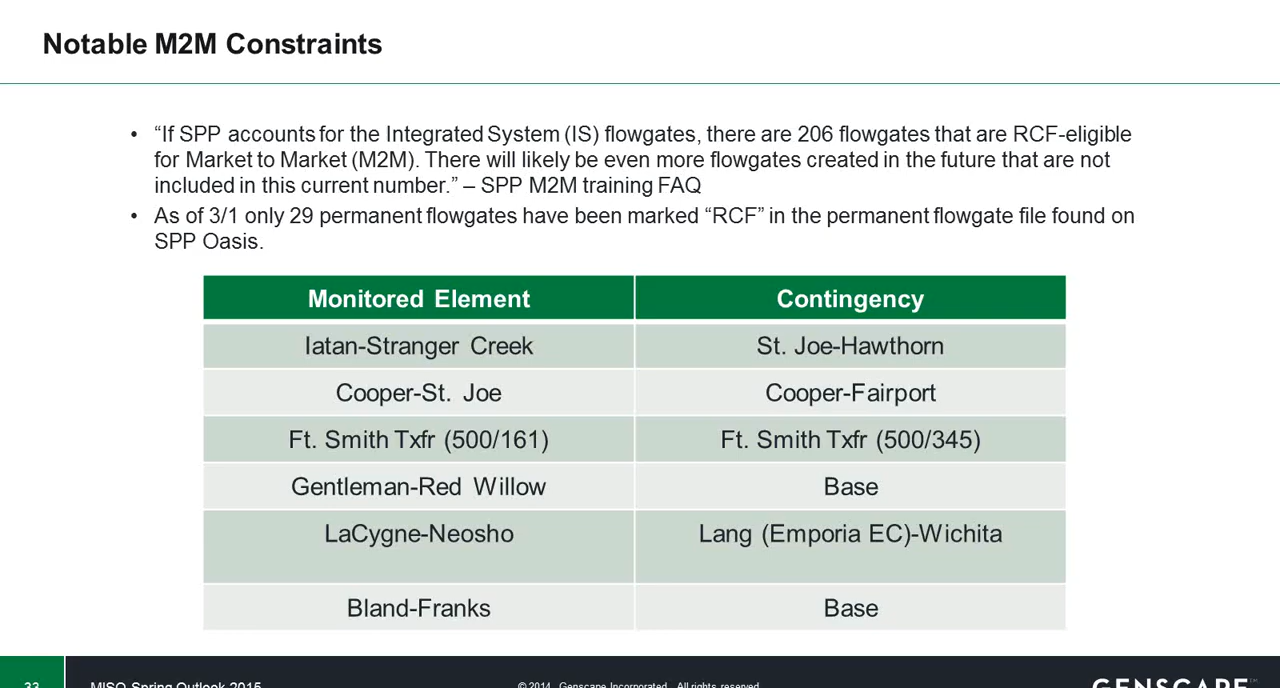 Notable M2M Constraints
• “If SPP accounts for the Integrated System (IS) flowgates, there are 206 flowgates that are RCF-eligible
for Market to Market (M2M). There will likely be even more flowgates created in the future that are not
included in this current number.” – SPP M2M training FAQ
• As of 3/1 only 29 permanent flowgates have been marked “RCF” in the permanent flowgate file found on
SPP Oasis.
Monitored Element Contingency
Iatan-Stranger Creek St. Joe-Hawthorn
Cooper-St. Joe Cooper-Fairport
Ft. Smith Txfr (500/161) Ft. Smith Txfr (500/345)
Gentleman-Red Willow Base
LaCygne-Neosho Lang (Emporia EC)-Wichita
Bland-Franks Base
33 MISO Spring Outlook 2015 © 2014 Genscape Incorporated. All rights reserved. GENSCAPE™